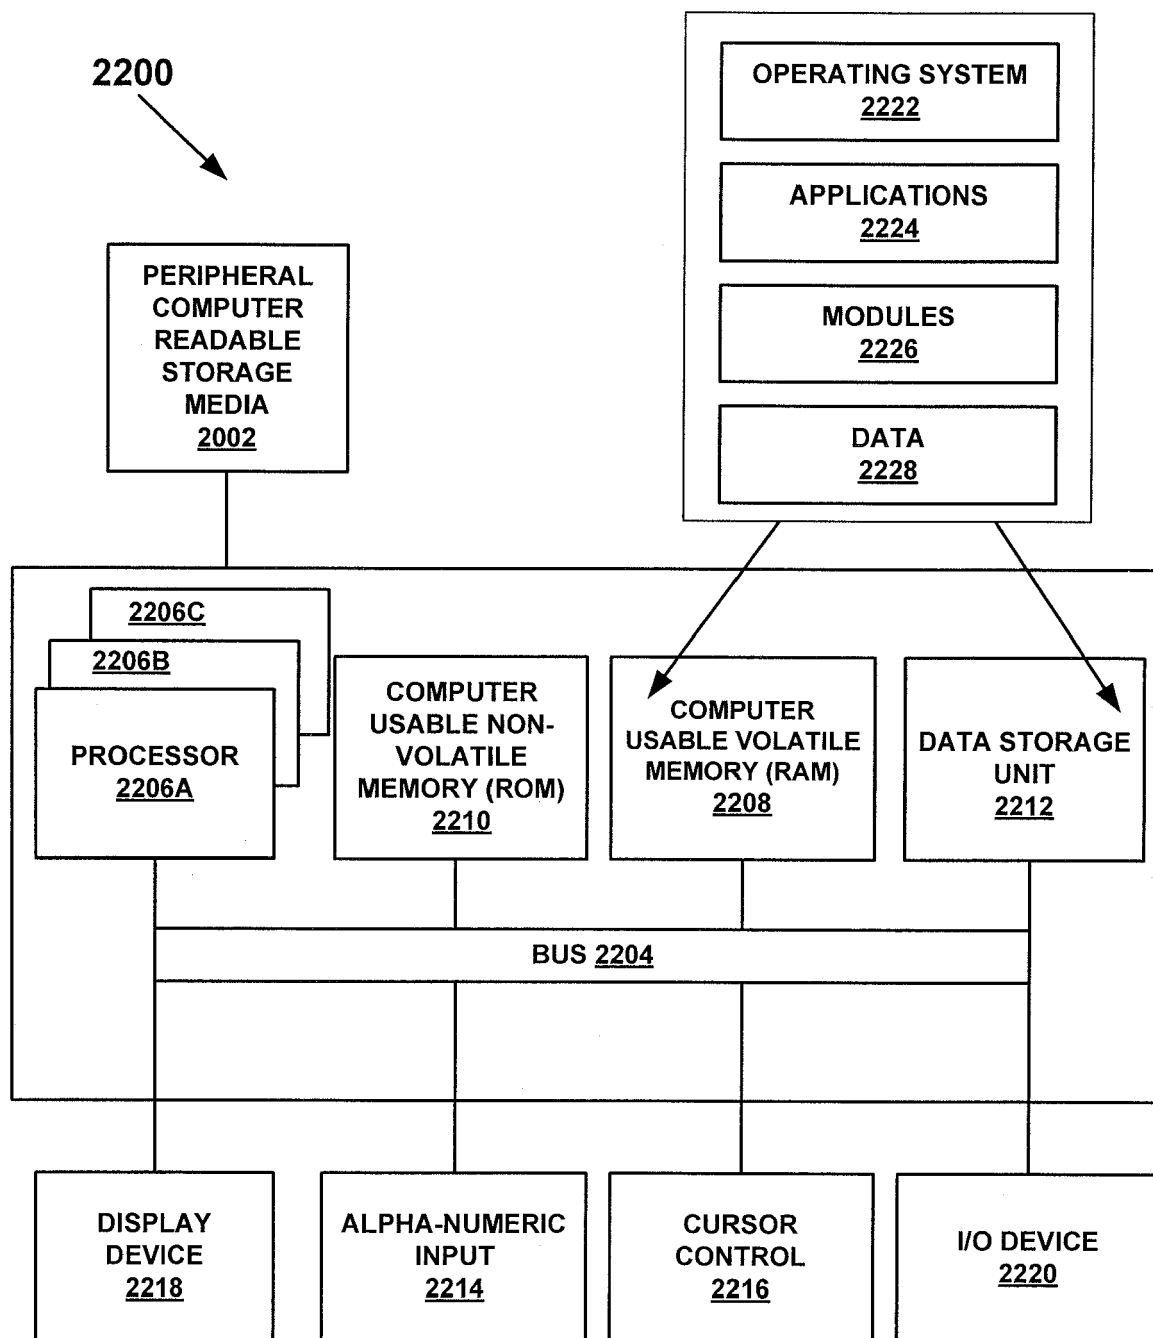 2200
OPERATING SYSTEM
2222
APPLICATIONS
2224
MODULES
2226
DATA
2228
PERIPHERAL
COMPUTER
READABLE
STORAGE
MEDIA
2002
2206C
2206B
PROCESSOR
2206A
COMPUTER
USABLE NON-
VOLATILE
MEMORY (ROM)
2210
COMPUTER
USABLE VOLATILE
MEMORY (RAM)
2208
DATA STORAGE
UNIT
2212
BUS 2204
DISPLAY
DEVICE
2218
ALPHA-NUMERIC
INPUT
2214
CURSOR
CONTROL
2216
I/O DEVICE
2220